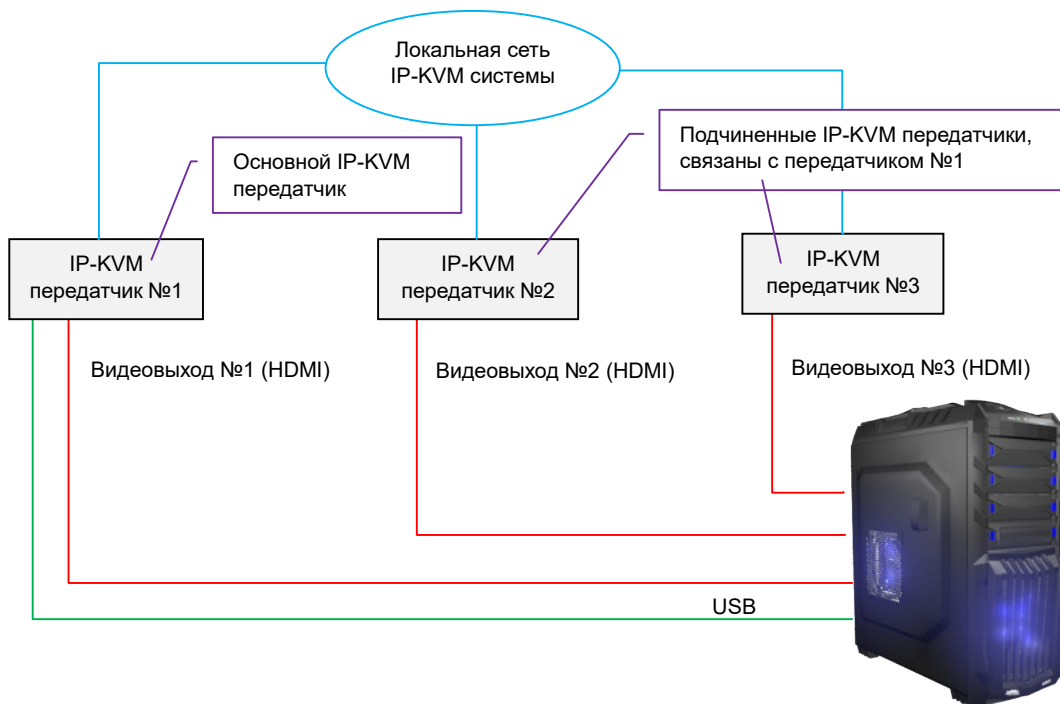 Локальная сеть
IP-KVM системы
Основной IP-KVM
передатчик
Подчиненные IP-KVM передатчики,
связаны с передатчиком №1
IP-KVM
передатчик №1
IP-KVM
передатчик №2
IP-KVM
передатчик №3
Видеовыход №1 (HDMI)
Видеовыход №2 (HDMI)
Видеовыход №3 (HDMI)
USB